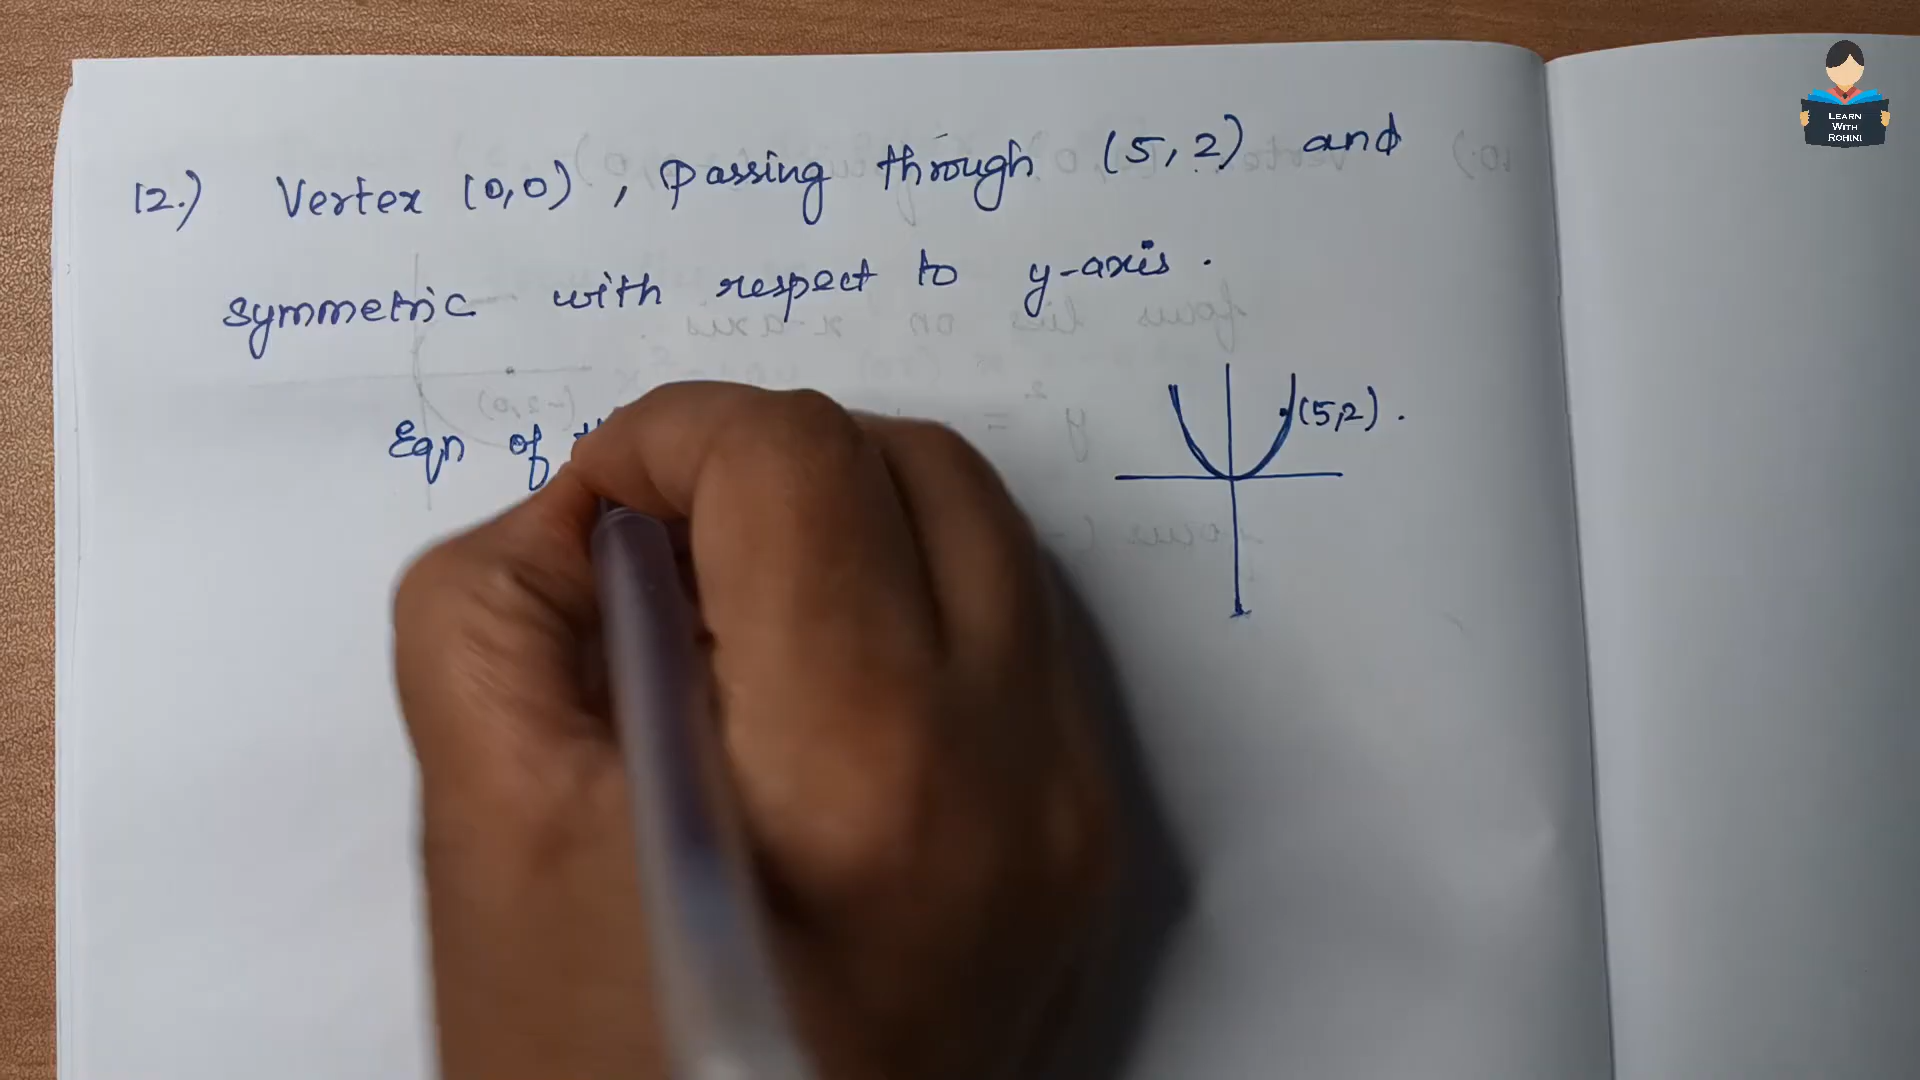 12.) Vertex (0,0), Passing through (5,2) and
symmetric with respect to y-axis.
Eqn of
(5,2).
LEARN
WITH
ROHINI